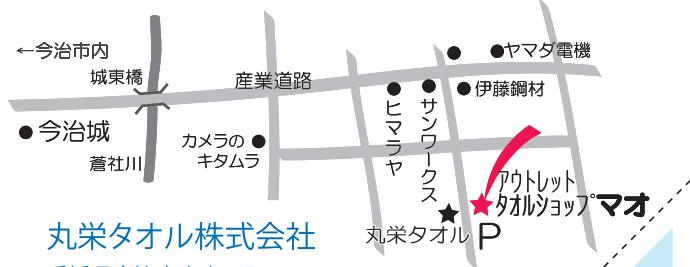 ←今治市内
城東橋
産業道路
ヤマダ電機
伊藤鋼材
今治城
カメラの
キタムラ
ヒマラヤ
サンワークス
蒼社川
アウトレット
タオルショップマオ
丸栄タオル
P
丸栄タオル株式会社